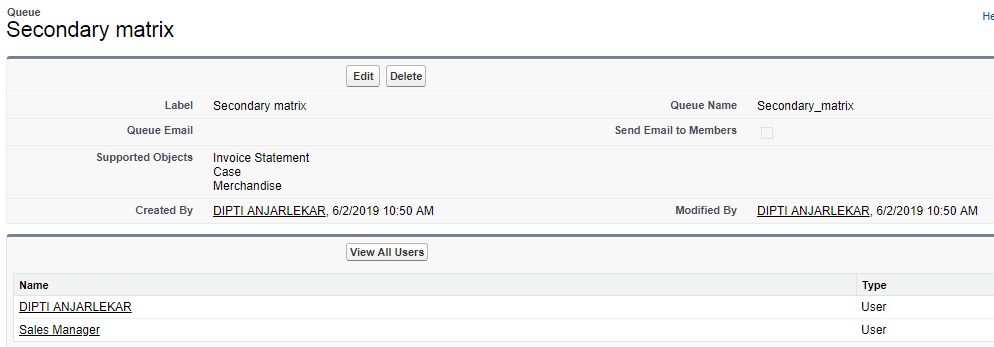 Queue
Secondary matrix
He
Edit Delete
Label Secondary matrix Queue Name Secondary_matrix
Queue Email Send Email to Members
Supported Objects Invoice Statement
Case
Merchandise
Created By DIPTI ANJARLEKAR, 6/2/2019 10:50 AM Modified By DIPTI ANJARLEKAR, 6/2/2019 10:50 AM
View All Users
Name Type
DIPTI ANJARLEKAR User
Sales Manager User